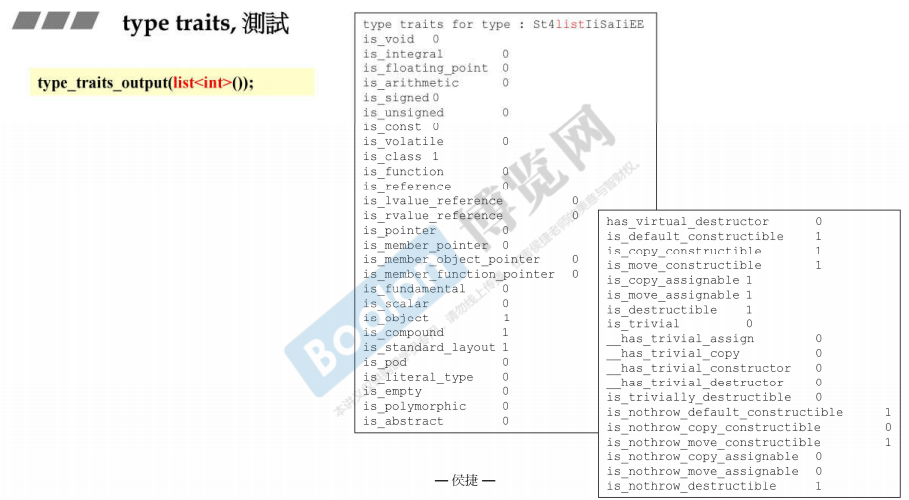 type traits, 測試
type_traits_output(list<int>());
type traits for type : St4listIiSaIiEE
is_void 0
is_integral 0
is_floating_point 0
is_arithmetic 0
is_signed 0
is_unsigned 0
is_const 0
is_volatile 0
is_class 1
is_function 0
is_reference 0
is_lvalue_reference 0
is_rvalue_reference 0
is_pointer 0
is_member_pointer 0
is_member_object_pointer 0
is_member_function_pointer 0
is_fundamental 0
is_scalar 0
is_object 1
is_compound 1
is_standard_layout 1
is_pod 0
is_literal_type 0
is_empty 0
is_polymorphic 0
is_abstract 0
has_virtual_destructor 0
is_default_constructible 1
is_copy_constructible 1
is_move_constructible 1
is_copy_assignable 1
is_move_assignable 1
is_destructible 1
is_trivial 0
__has_trivial_assign 0
__has_trivial_copy 0
__has_trivial_constructor 0
__has_trivial_destructor 0
is_trivially_destructible 0
is_nothrow_default_constructible 1
is_nothrow_copy_constructible 0
is_nothrow_move_constructible 1
is_nothrow_copy_assignable 0
is_nothrow_move_assignable 0
is_nothrow_destructible 1
Boolan 博览网
— 侯捷 —